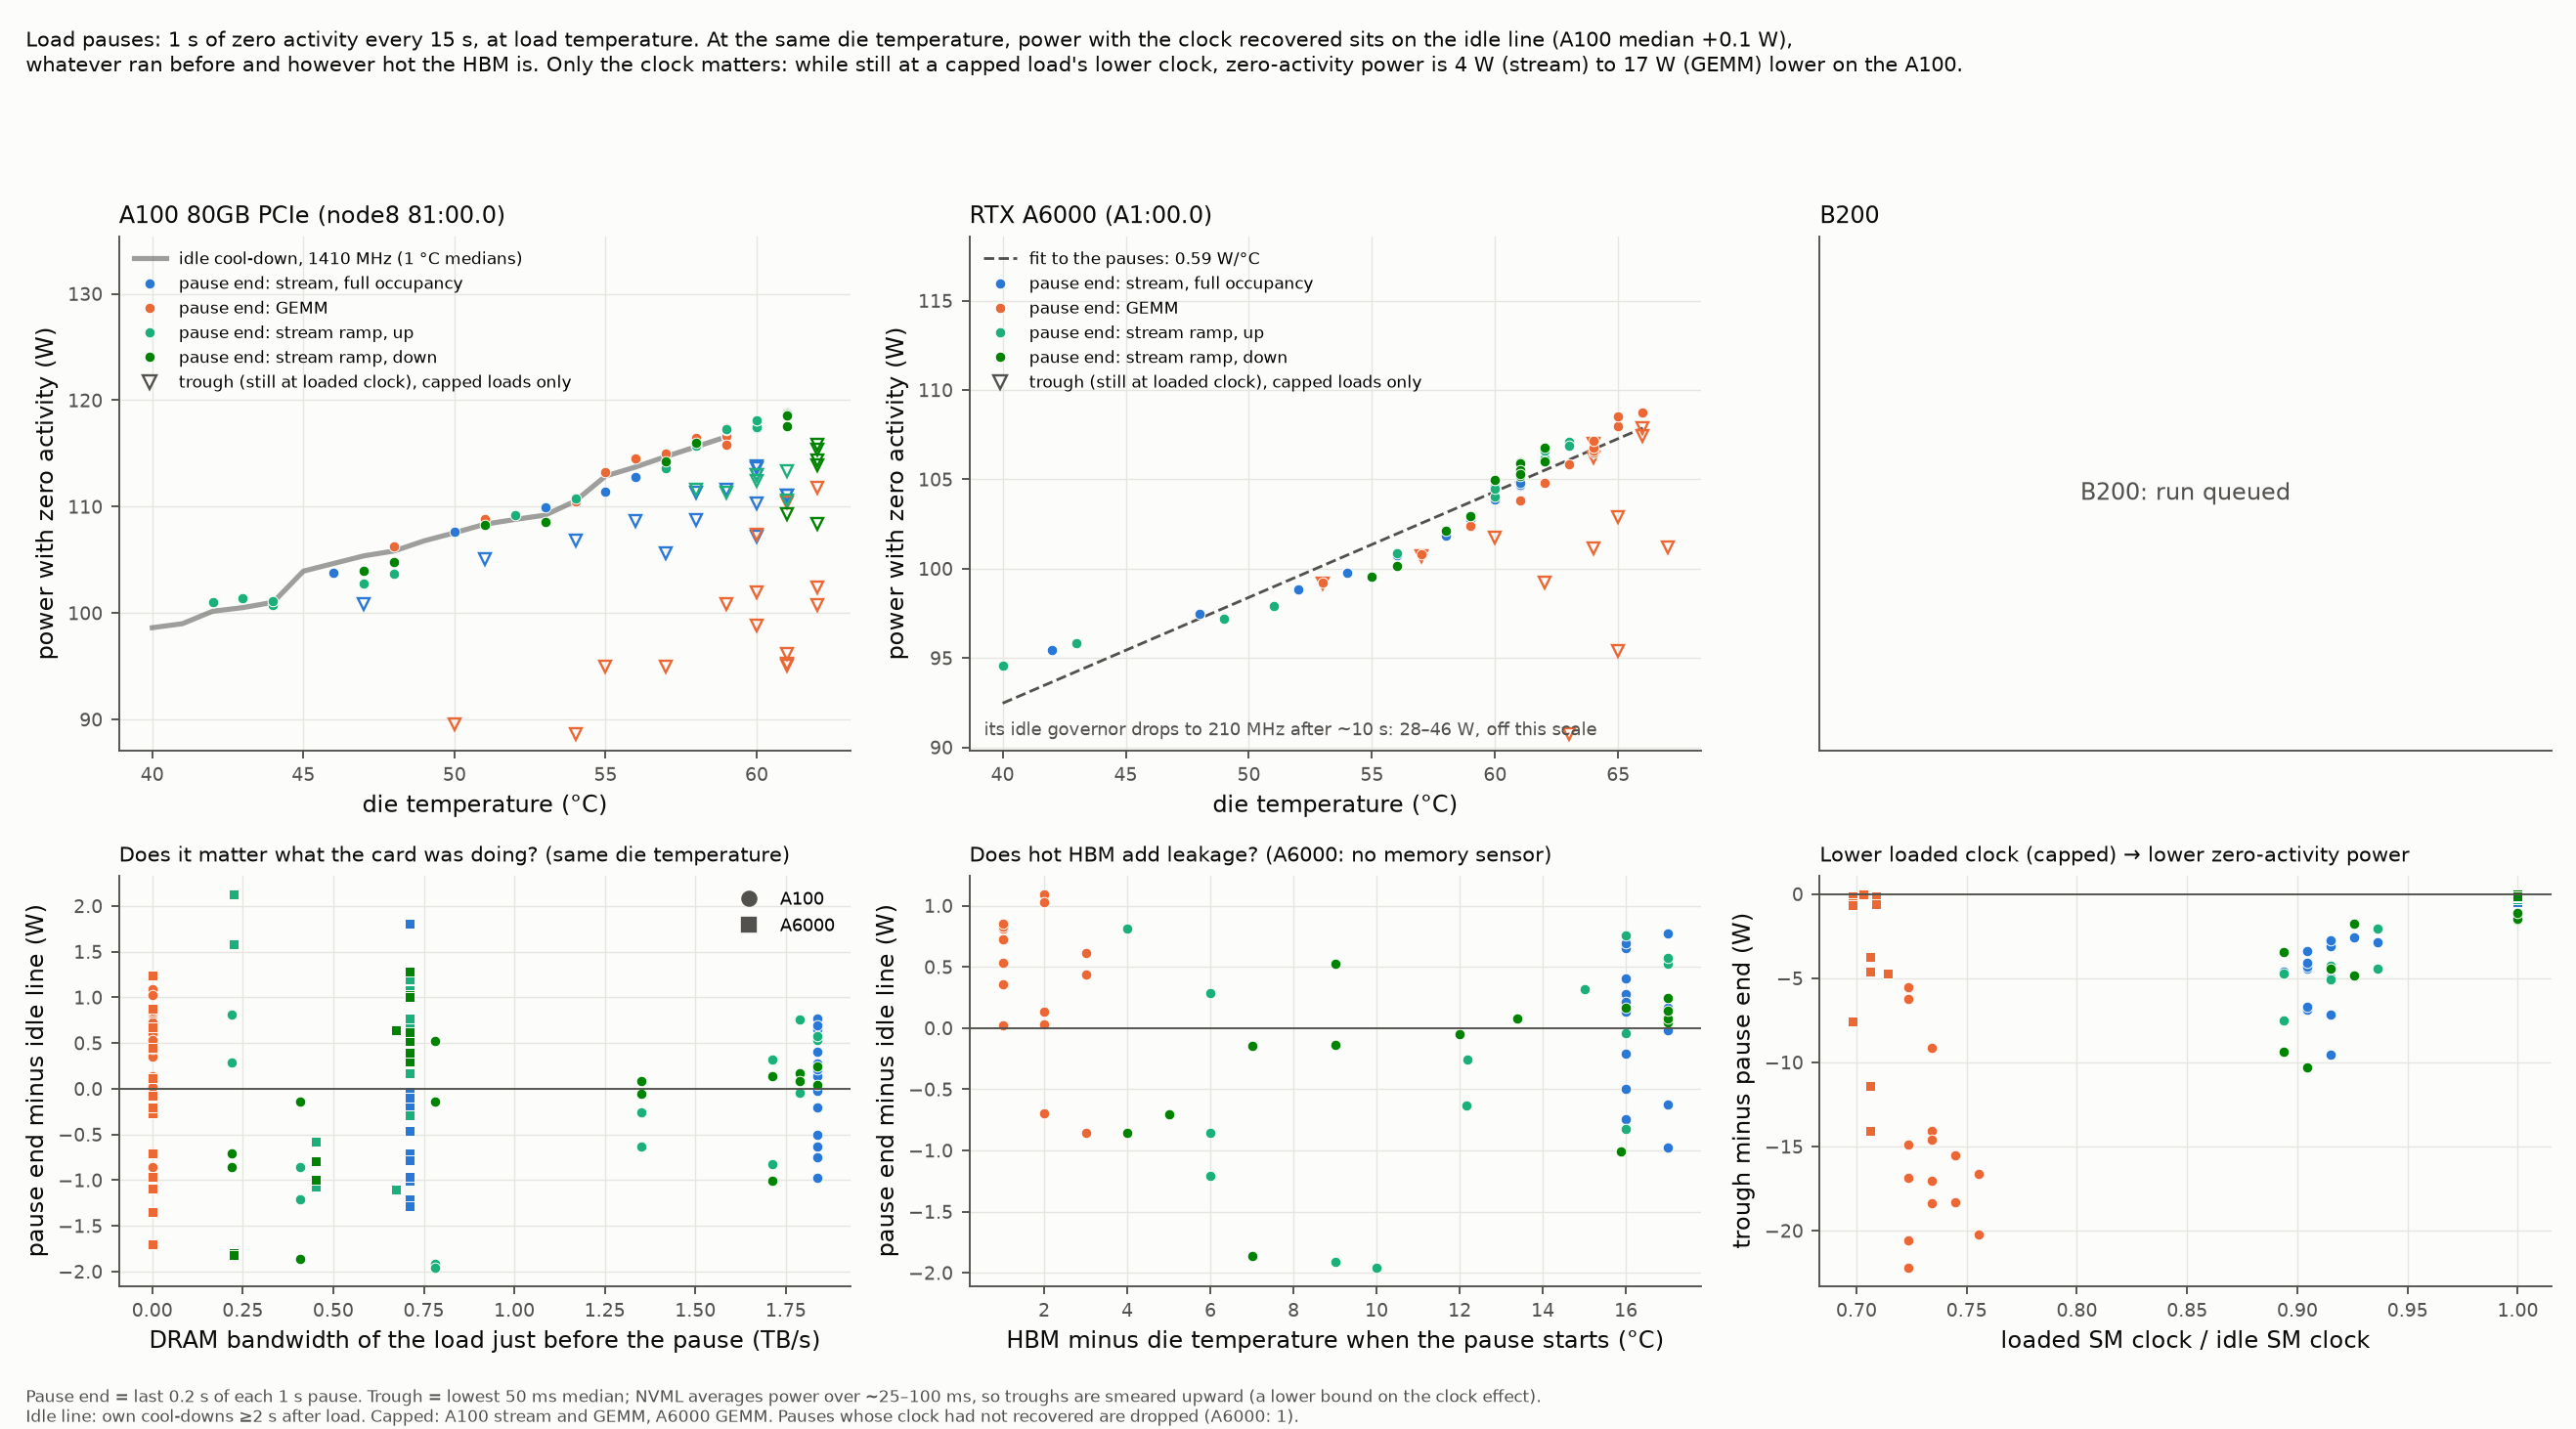 Load pauses: 1 s of zero activity every 15 s, at load temperature. At the same die temperature, power with the clock recovered sits on the idle line (A100 median +0.1 W),
whatever ran before and however hot the HBM is. Only the clock matters: while still at a capped load's lower clock, zero-activity power is 4 W (stream) to 17 W (GEMM) lower on the A100.
A100 80GB PCIe (node8 81:00.0)
idle cool-down, 1410 MHz (1 °C medians)
pause end: stream, full occupancy
pause end: GEMM
pause end: stream ramp, up
pause end: stream ramp, down
trough (still at loaded clock), capped loads only
power with zero activity (W)
130
120
110
100
90
40 45 50 55 60
die temperature (°C)
RTX A6000 (A1:00.0)
fit to the pauses: 0.59 W/°C
pause end: stream, full occupancy
pause end: GEMM
pause end: stream ramp, up
pause end: stream ramp, down
trough (still at loaded clock), capped loads only
power with zero activity (W)
115
110
105
100
95
90
its idle governor drops to 210 MHz after ~10 s: 28–46 W, off this scale
40 45 50 55 60 65
die temperature (°C)
B200
B200: run queued
Does it matter what the card was doing? (same die temperature)
A100
A6000
pause end minus idle line (W)
2.0
1.5
1.0
0.5
0.0
−0.5
−1.0
−1.5
−2.0
0.00 0.25 0.50 0.75 1.00 1.25 1.50 1.75
DRAM bandwidth of the load just before the pause (TB/s)
Does hot HBM add leakage? (A6000: no memory sensor)
pause end minus idle line (W)
1.0
0.5
0.0
−0.5
−1.0
−1.5
−2.0
2 4 6 8 10 12 14 16
HBM minus die temperature when the pause starts (°C)
Lower loaded clock (capped) → lower zero-activity power
trough minus pause end (W)
0
−5
−10
−15
−20
0.70 0.75 0.80 0.85 0.90 0.95 1.00
loaded SM clock / idle SM clock
Pause end = last 0.2 s of each 1 s pause. Trough = lowest 50 ms median; NVML averages power over ~25–100 ms, so troughs are smeared upward (a lower bound on the clock effect).
Idle line: own cool-downs ≥2 s after load. Capped: A100 stream and GEMM, A6000 GEMM. Pauses whose clock had not recovered are dropped (A6000: 1).